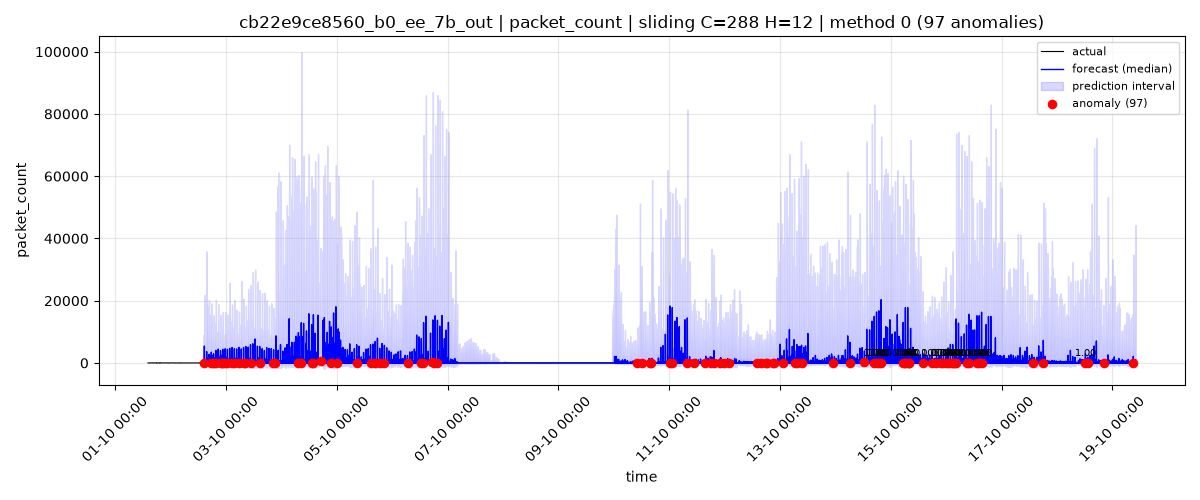 cb22e9ce8560_b0_ee_7b_out | packet_count | sliding C=288 H=12 | method 0 (97 anomalies)
actual
forecast (median)
prediction interval
anomaly (97)
packet_count
100000
80000
60000
40000
20000
0
1.00
01-10 00:00
03-10 00:00
05-10 00:00
07-10 00:00
09-10 00:00
11-10 00:00
13-10 00:00
15-10 00:00
17-10 00:00
19-10 00:00
time